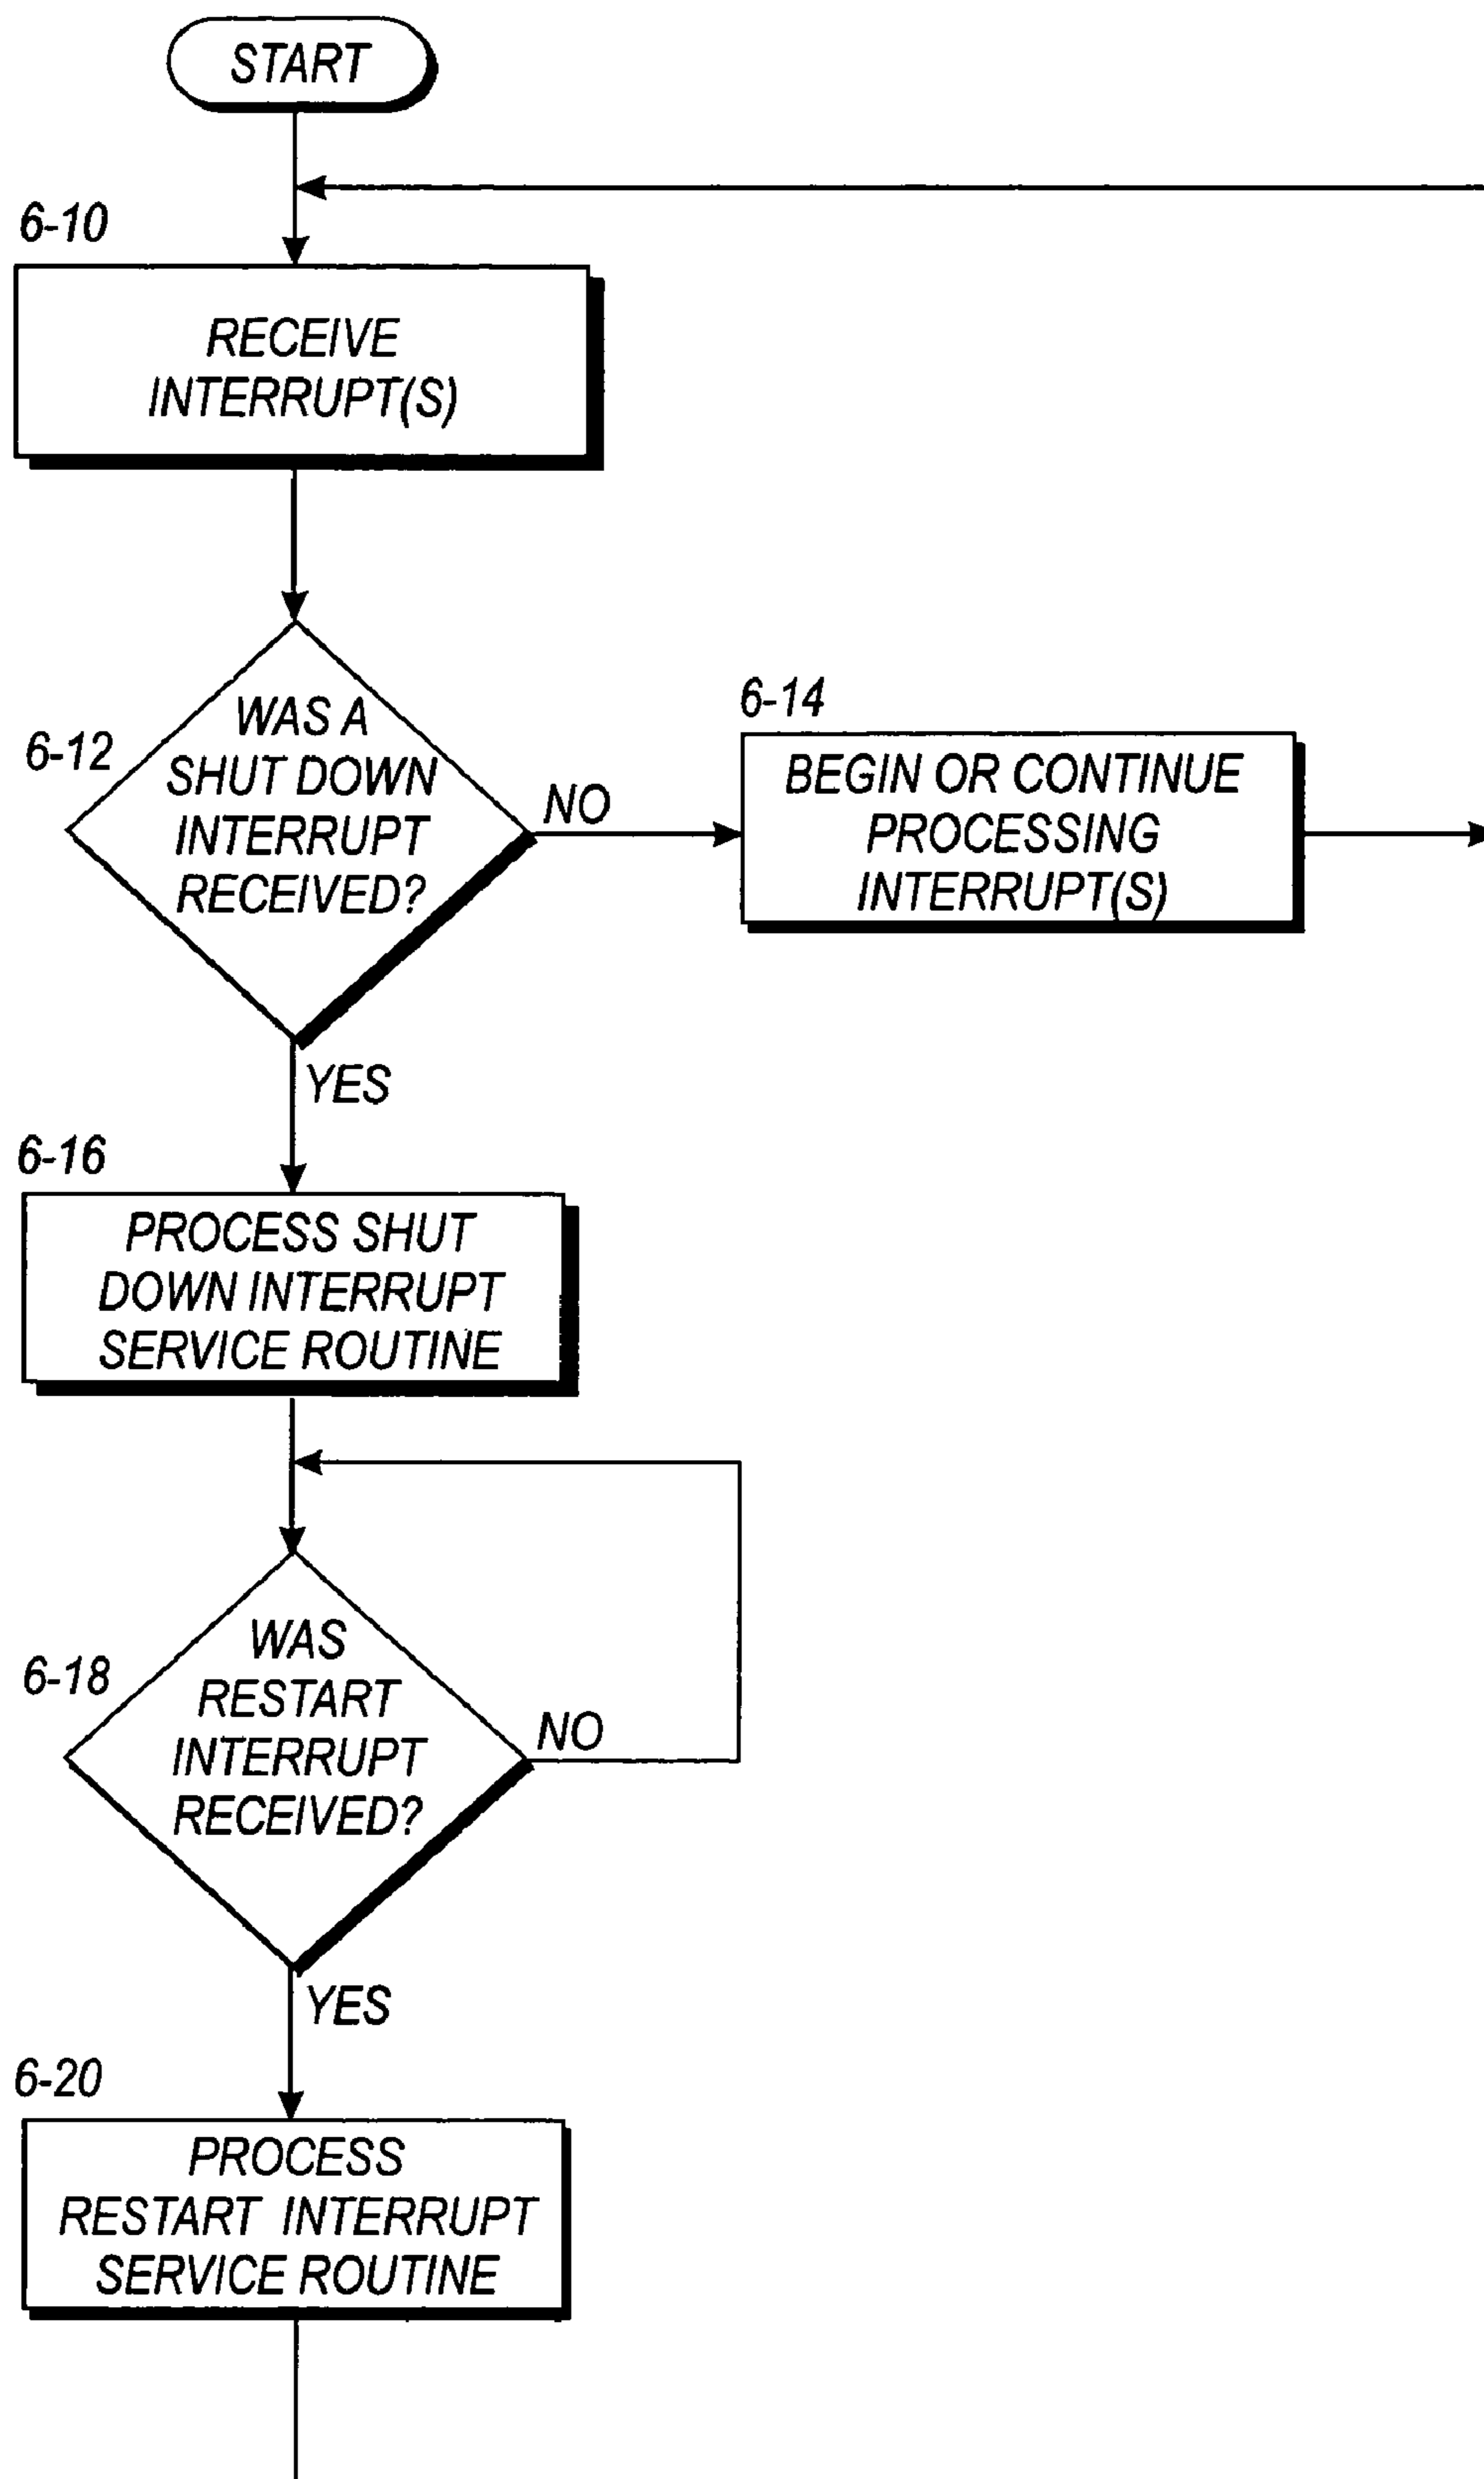 START
6-10
RECEIVE
INTERRUPT(S)
6-12
WAS A
SHUT DOWN
INTERRUPT
RECEIVED?
NO
6-14
BEGIN OR CONTINUE
PROCESSING
INTERRUPT(S)
YES
6-16
PROCESS SHUT
DOWN INTERRUPT
SERVICE ROUTINE
6-18
WAS
RESTART
INTERRUPT
RECEIVED?
NO
YES
6-20
PROCESS
RESTART INTERRUPT
SERVICE ROUTINE